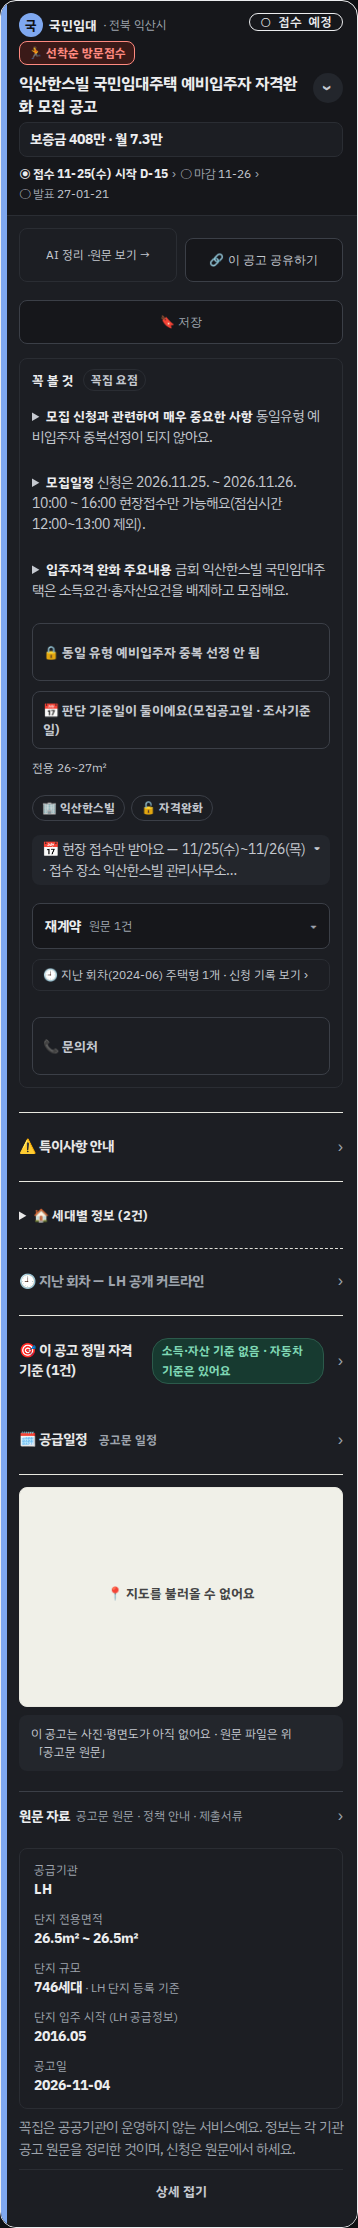 국 국민임대 · 전북 익산시 ○ 접수 예정
🏃 선착순 방문접수
익산한스빌 국민임대주택 예비입주자 자격완
화 모집 공고
보증금 408만 · 월 7.3만
◉ 접수 11-25(수) 시작 D-15 › ○ 마감 11-26 ›
○ 발표 27-01-21
AI 정리 ·원문 보기 →
🔗 이 공고 공유하기
🔖 저장
꼭 볼 것 꼭집 요점
▶ 모집 신청과 관련하여 매우 중요한 사항 동일유형 예
비입주자 중복선정이 되지 않아요.
▶ 모집일정 신청은 2026.11.25. ~ 2026.11.26.
10:00 ~ 16:00 현장접수만 가능해요(점심시간
12:00~13:00 제외).
▶ 입주자격 완화 주요내용 금회 익산한스빌 국민임대주
택은 소득요건·총자산요건을 배제하고 모집해요.
🔒 동일 유형 예비입주자 중복 선정 안 됨
📅 판단 기준일이 둘이에요(모집공고일 · 조사기준
일)
전용 26~27m²
🏢 익산한스빌 🔓 자격완화
📅 현장 접수만 받아요 — 11/25(수)~11/26(목)
· 접수 장소 익산한스빌 관리사무소…
재계약 원문 1건
🕘 지난 회차(2024-06) 주택형 1개 · 신청 기록 보기 ›
📞 문의처
⚠️ 특이사항 안내 ›
▶ 🏠 세대별 정보 (2건)
🕘 지난 회차 — LH 공개 커트라인 ›
🎯 이 공고 정밀 자격
기준 (1건)
소득·자산 기준 없음 · 자동차
기준은 있어요
›
🗓️ 공급일정 공고문 일정 ›
📍 지도를 불러올 수 없어요
이 공고는 사진·평면도가 아직 없어요 · 원문 파일은 위
「공고문 원문」
원문 자료 공고문 원문 · 정책 안내 · 제출서류 ›
공급기관
LH
단지 전용면적
26.5m² ~ 26.5m²
단지 규모
746세대 · LH 단지 등록 기준
단지 입주 시작 (LH 공급정보)
2016.05
공고일
2026-11-04
꼭집은 공공기관이 운영하지 않는 서비스예요. 정보는 각 기관
공고 원문을 정리한 것이며, 신청은 원문에서 하세요.
상세 접기